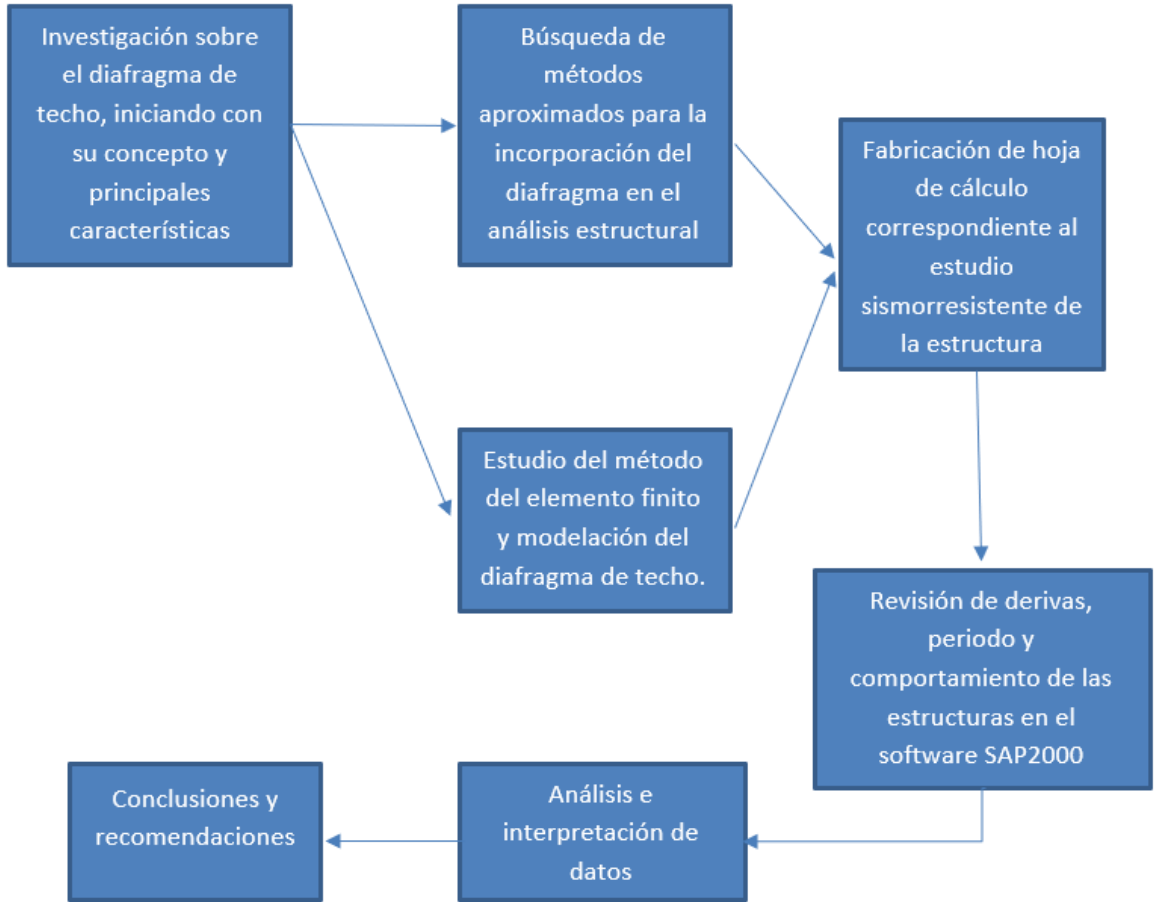 Investigación sobre
el diafragma de
techo, iniciando con
su concepto y
principales
características
Búsqueda de
métodos
aproximados para la
incorporación del
diafragma en el
análisis estructural
Estudio del método
del elemento finito
y modelación del
diafragma de techo.
Fabricación de hoja
de cálculo
correspondiente al
estudio
sismorresistente de
la estructura
Revisión de derivas,
periodo y
comportamiento de las
estructuras en el
software SAP2000
Análisis e
interpretación de
datos
Conclusiones y
recomendaciones